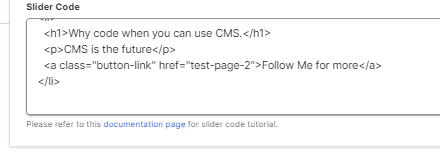 Slider Code
<h1>Why code when you can use CMS.</h1>
<p>CMS is the future</p>
<a class="button-link" href="test-page-2">Follow Me for more</a>
</li>
Please refer to this documentation page for slider code tutorial.